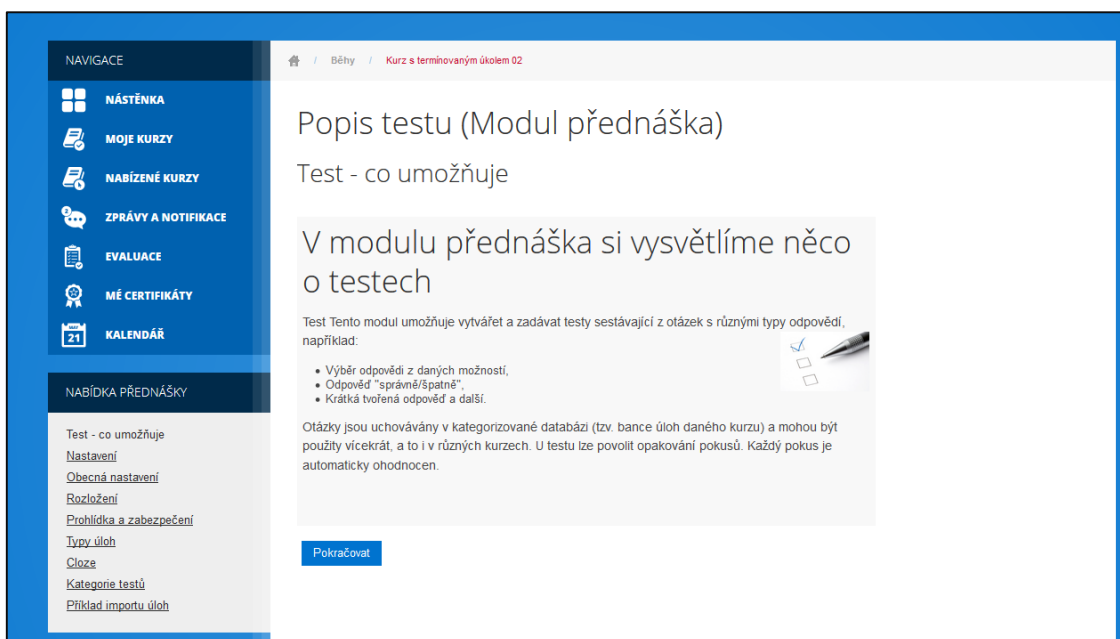 NAVIGACE
NÁSTĚNKA
MOJE KURZY
NABÍZENÉ KURZY
2
ZPRÁVY A NOTIFIKACE
EVALUACE
MÉ CERTIFIKÁTY
21
KALENDÁŘ
NABÍDKA PŘEDNÁŠKY
Test - co umožňuje
Nastavení
Obecná nastavení
Rozložení
Prohlídka a zabezpečení
Typy úloh
Cloze
Kategorie testů
Příklad importu úloh
/ Běhy / Kurz s termínovaným úkolem 02
Popis testu (Modul přednáška)
Test - co umožňuje
V modulu přednáška si vysvětlíme něco
o testech
Test Tento modul umožňuje vytvářet a zadávat testy sestávající z otázek s různými typy odpovědí,
například:
• Výběr odpovědi z daných možností,
• Odpověď "správně/špatně",
• Krátká tvořená odpověď a další.
Otázky jsou uchovávány v kategorizované databázi (tzv. bance úloh daného kurzu) a mohou být
použity vícekrát, a to i v různých kurzech. U testu lze povolit opakování pokusů. Každý pokus je
automaticky ohodnocen.
Pokračovat